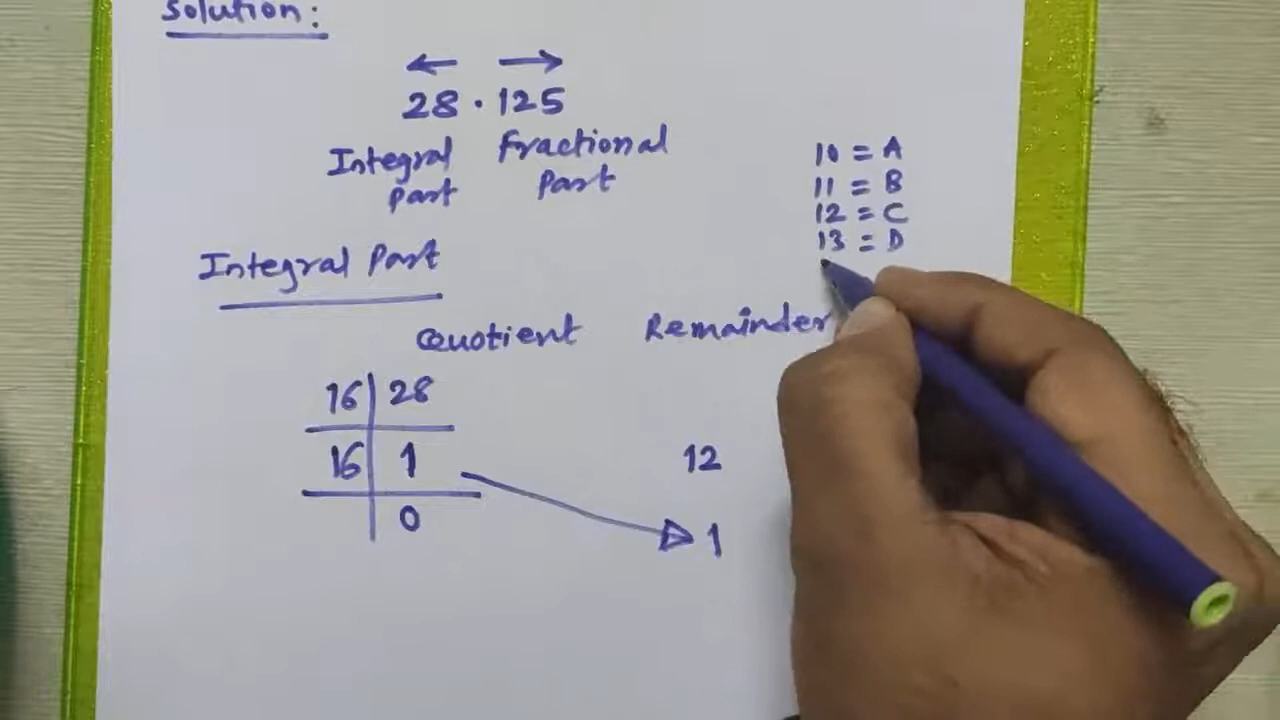 Solution:
28.125
Integral Part
Fractional Part
10 = A
11 = B
12 = C
13 = D
Integral Part
Quotient Remainder
16 28
16 1 12
0 1